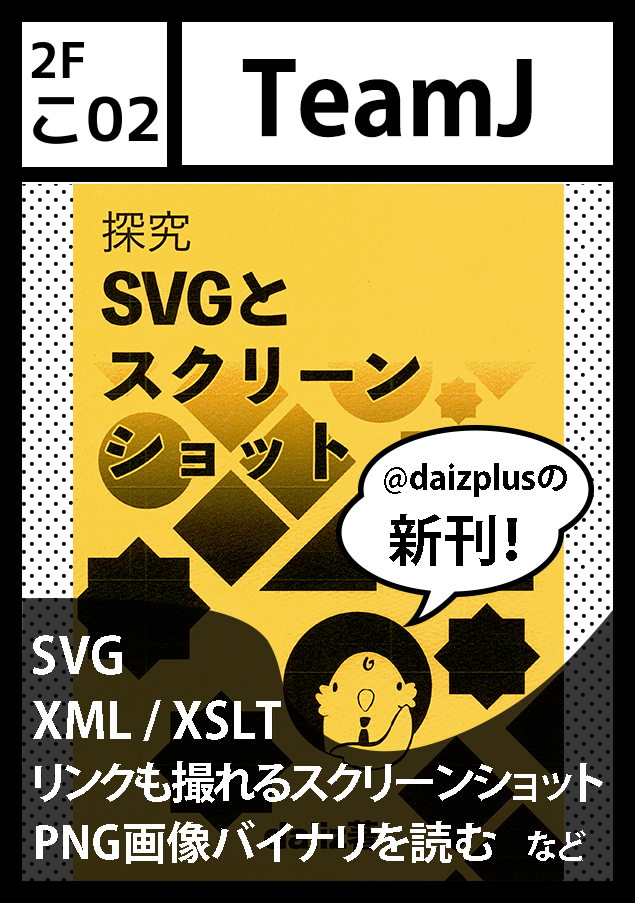 2F
こ02
TeamJ
探究
SVGと
スクリーン
ショット
@daizplusの
新刊!
SVG
XML / XSLT
リンクも撮れるスクリーンショット
PNG画像バイナリを読む など